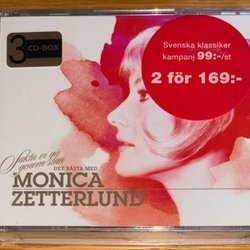 3
CD-BOX
Svenska klassiker
kampanj 99:-/st
2 för 169:-
Sakta vi gå
genom stan
DET BÄSTA MED
MONICA
ZETTERLUND